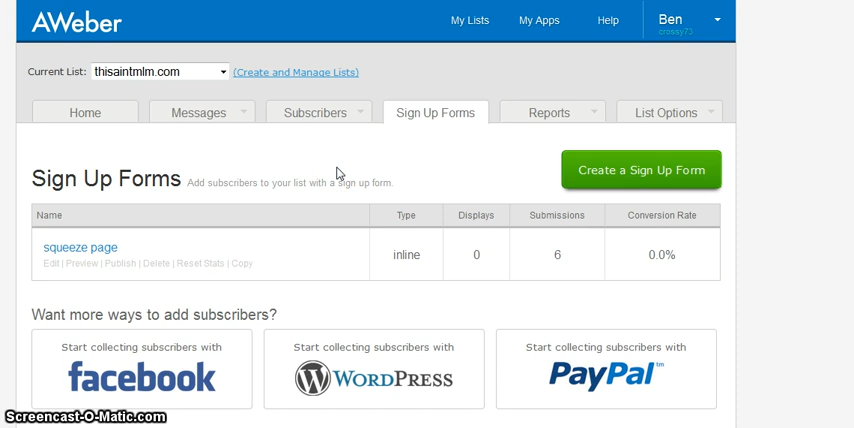 AWeber
My Lists My Apps Help Ben
crossy73
Current List: thisaintmlm.com (Create and Manage Lists)
Home Messages Subscribers Sign Up Forms Reports List Options
Sign Up Forms Add subscribers to your list with a sign up form.
Create a Sign Up Form
Name Type Displays Submissions Conversion Rate
squeeze page inline 0 6 0.0%
Edit | Preview | Publish | Delete | Reset Stats | Copy
Want more ways to add subscribers?
Start collecting subscribers with Start collecting subscribers with Start collecting subscribers with
facebook WORDPRESS PayPal™
Screencast-O-Matic.com